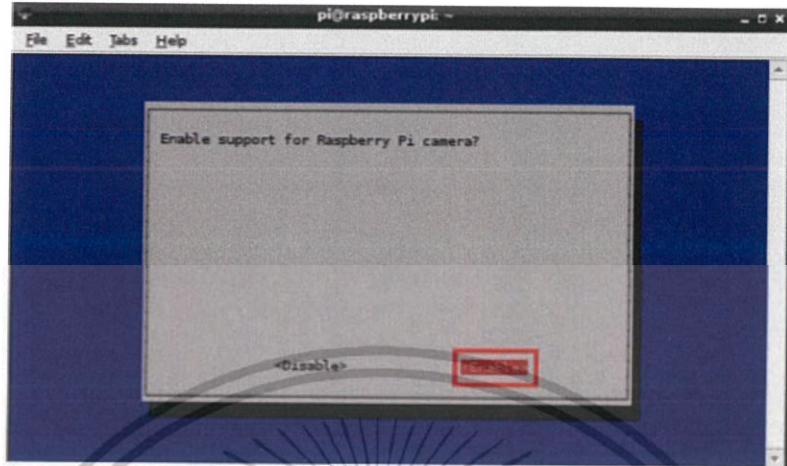 pi@raspberrypi: ~
File Edit Tabs Help
Enable support for Raspberry Pi camera?
<Disable>